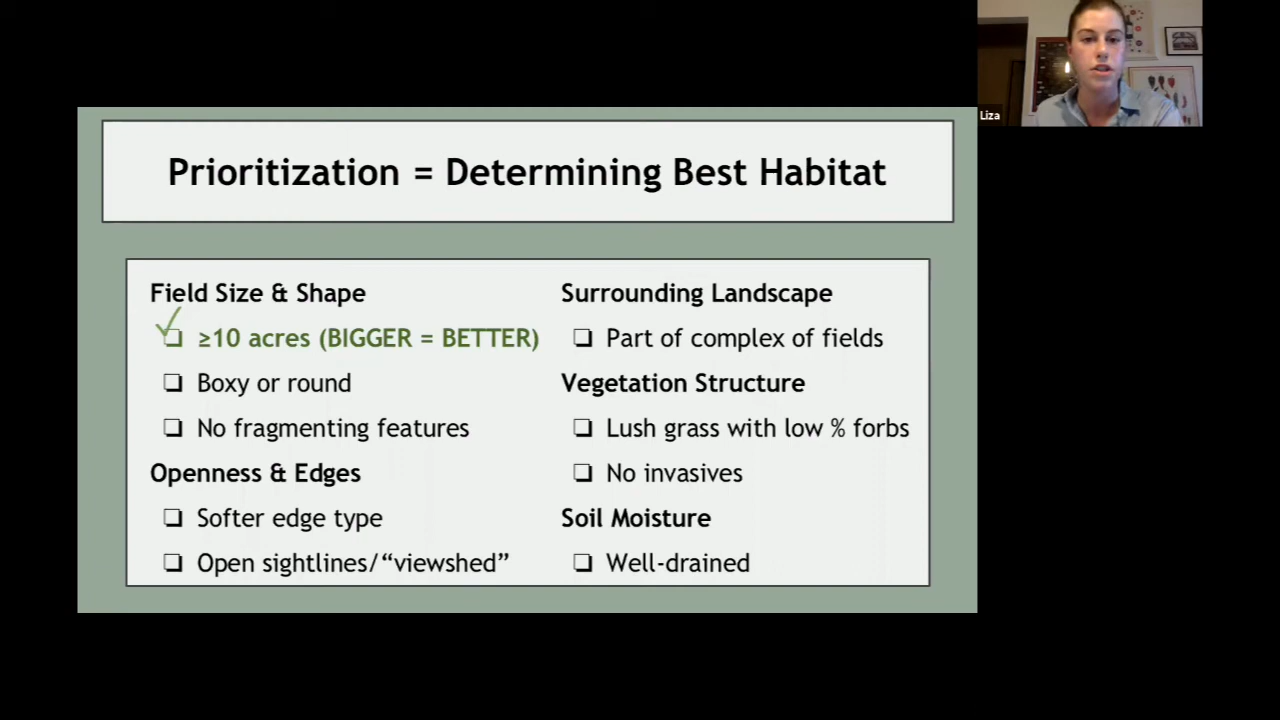 Prioritization = Determining Best Habitat
Field Size & Shape
≥10 acres (BIGGER = BETTER)
Boxy or round
No fragmenting features
Openness & Edges
Softer edge type
Open sightlines/“viewshed”
Surrounding Landscape
Part of complex of fields
Vegetation Structure
Lush grass with low % forbs
No invasives
Soil Moisture
Well-drained
Liza